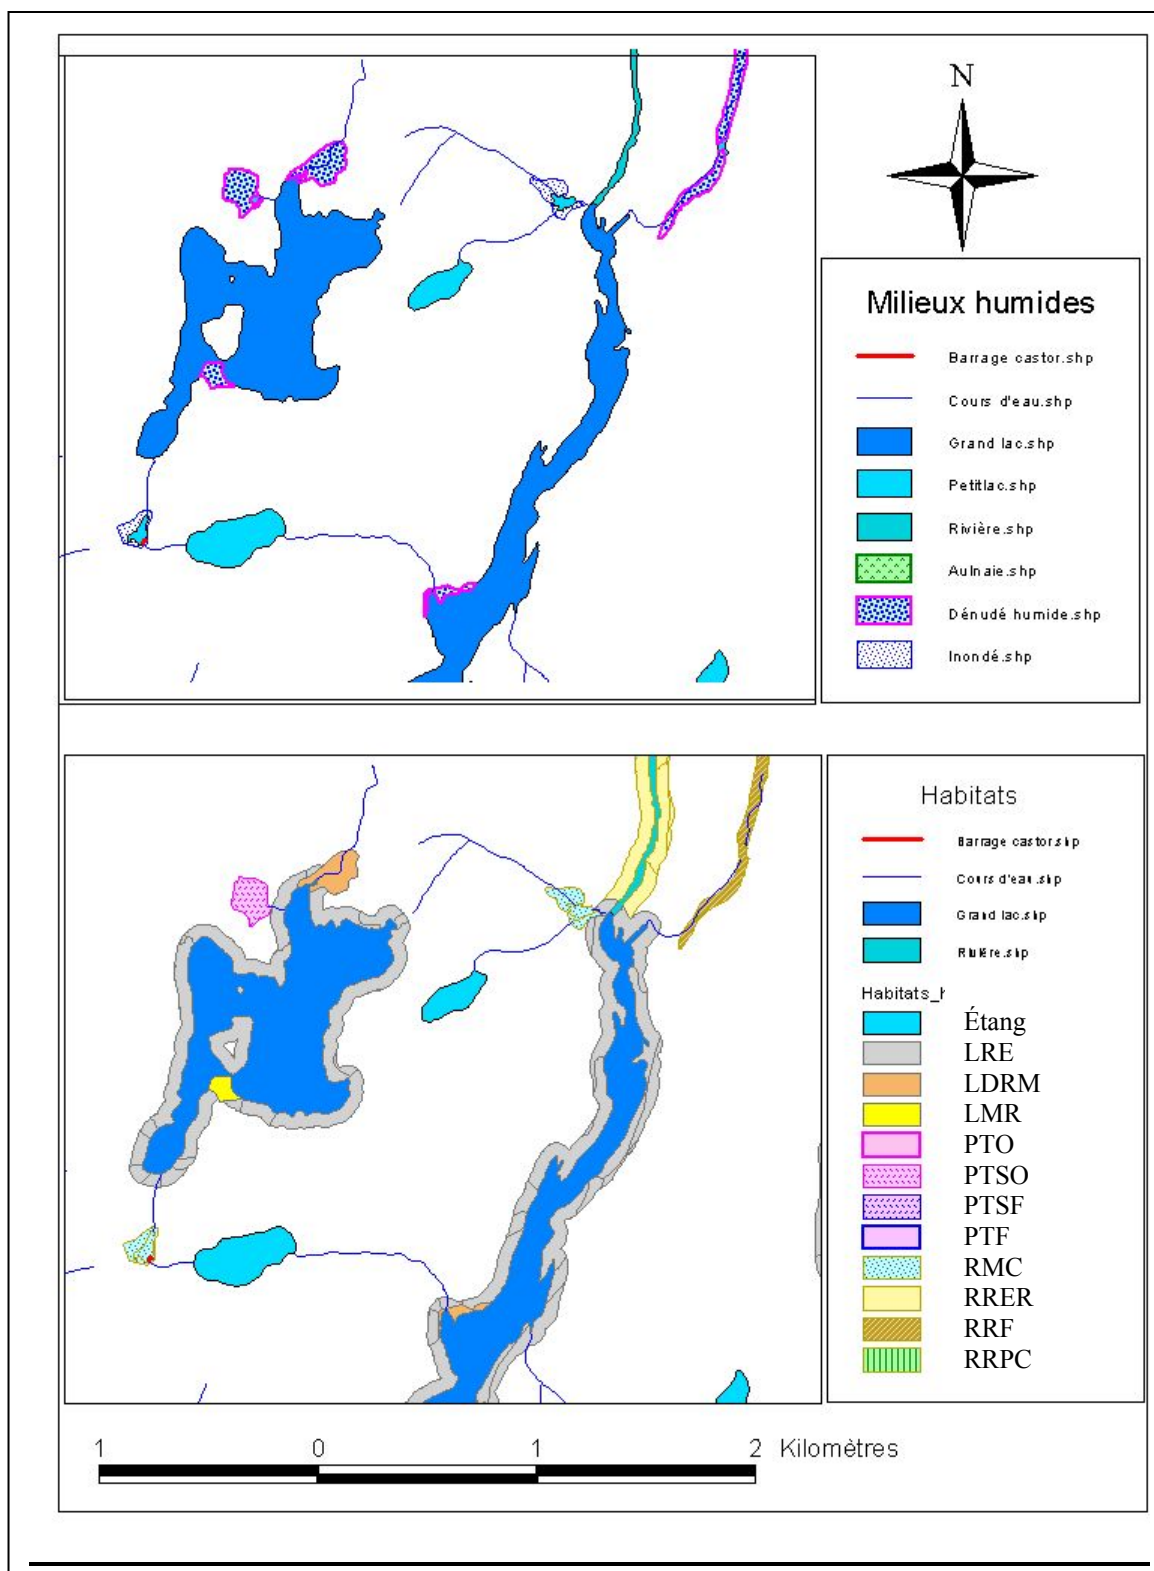 N
Milieux humides
Barrage castor.shp
Cours d'eau.shp
Grand lac.shp
Petitlac.shp
Rivière.shp
Aulnaie.shp
Dénudé humide.shp
Inondé.shp
Habitats
Barrage castor.shp
Cours d'eau.shp
Grand lac.shp
Rivière.shp
Habitats_h
Étang
LRE
LDRM
LMR
PTO
PTSO
PTSF
PTF
RMC
RRER
RRF
RRPC
1 0 1 2 Kilomètres